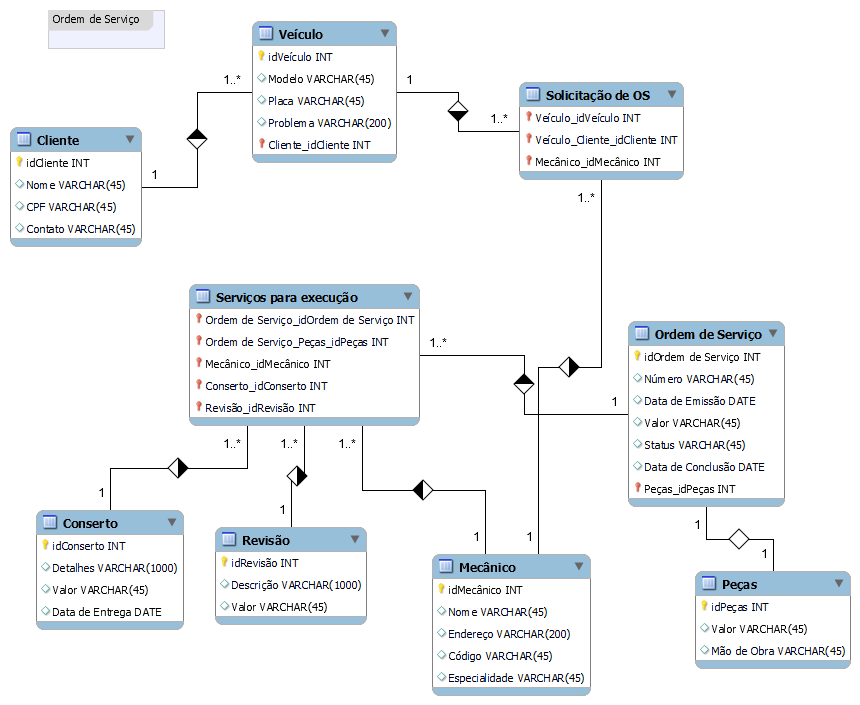 Ordem de Serviço
Veículo
idVeículo INT
Modelo VARCHAR(45)
Placa VARCHAR(45)
Problema VARCHAR(200)
Cliente_idCliente INT
1..*
1
1
1..*
Solicitação de OS
Veículo_idVeículo INT
Veículo_Cliente_idCliente INT
Mecânico_idMecânico INT
1..*
Cliente
idCliente INT
Nome VARCHAR(45)
CPF VARCHAR(45)
Contato VARCHAR(45)
Serviços para execução
Ordem de Serviço_idOrdem de Serviço INT
Ordem de Serviço_Peças_idPeças INT
Mecânico_idMecânico INT
Conserto_idConserto INT
Revisão_idRevisão INT
1..*
1
Ordem de Serviço
idOrdem de Serviço INT
Número VARCHAR(45)
Data de Emissão DATE
Valor VARCHAR(45)
Status VARCHAR(45)
Data de Conclusão DATE
Peças_idPeças INT
1..*
1..*
1..*
1
1
1
1
1
1
Conserto
idConserto INT
Detalhes VARCHAR(1000)
Valor VARCHAR(45)
Data de Entrega DATE
Revisão
idRevisão INT
Descrição VARCHAR(1000)
Valor VARCHAR(45)
Mecânico
idMecânico INT
Nome VARCHAR(45)
Endereço VARCHAR(200)
Código VARCHAR(45)
Especialidade VARCHAR(45)
Peças
idPeças INT
Valor VARCHAR(45)
Mão de Obra VARCHAR(45)